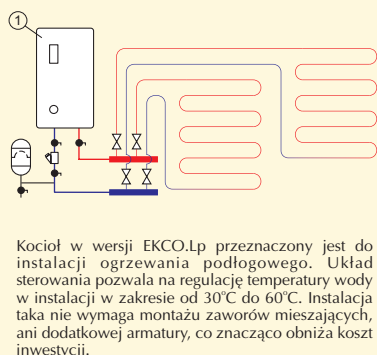 1
Kocioł w wersji EKCO.Lp przeznaczony jest do
instalacji ogrzewania podłogowego. Układ
sterowania pozwala na regulację temperatury wody
w instalacji w zakresie od 30°C do 60°C. Instalacja
taka nie wymaga montażu zaworów mieszających,
ani dodatkowej armatury, co znacząco obniża koszt
inwestycji.